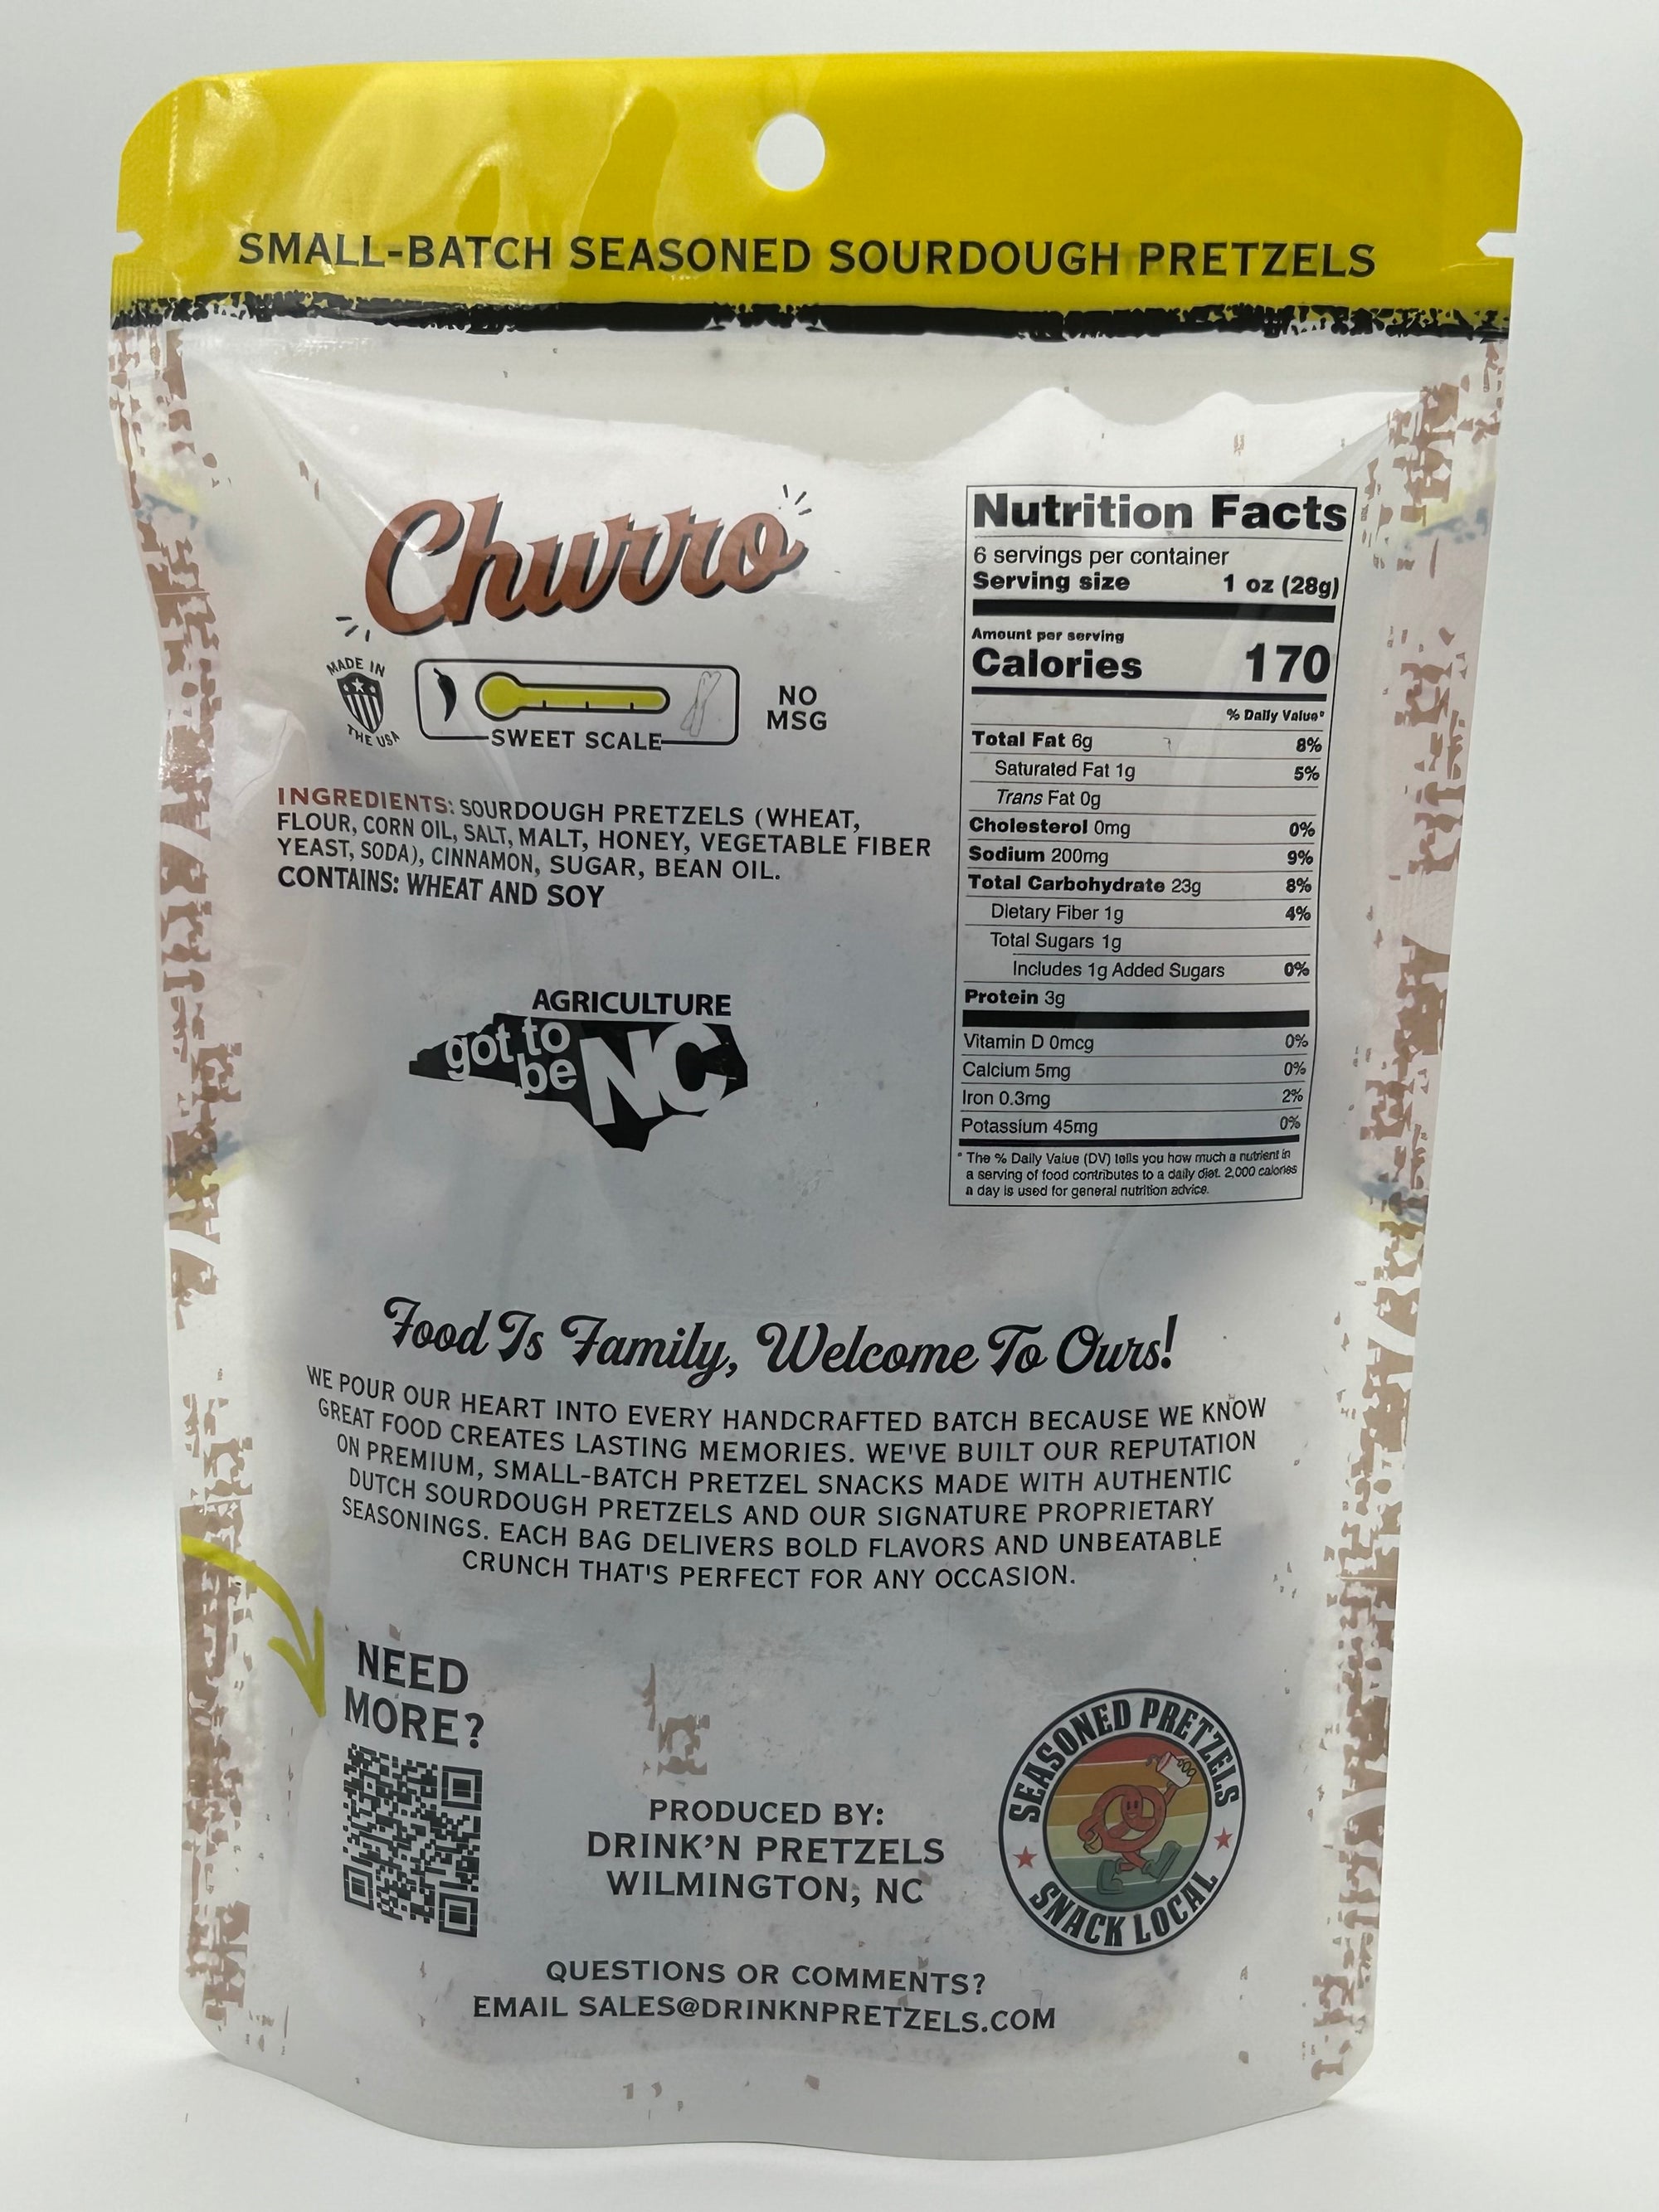 SMALL-BATCH SEASONED SOURDOUGH PRETZELS
Churro
MADE IN
THE USA
SWEET SCALE
NO
MSG
INGREDIENTS: SOURDOUGH PRETZELS (WHEAT,
FLOUR, CORN OIL, SALT, MALT, HONEY, VEGETABLE FIBER
YEAST, SODA), CINNAMON, SUGAR, BEAN OIL.
CONTAINS: WHEAT AND SOY
AGRICULTURE
got to
be NC
Nutrition Facts
6 servings per container
Serving size 1 oz (28g)
Amount per serving
Calories 170
% Daily Value*
Total Fat 6g 8%
Saturated Fat 1g 5%
Trans Fat 0g
Cholesterol 0mg 0%
Sodium 200mg 9%
Total Carbohydrate 23g 8%
Dietary Fiber 1g 4%
Total Sugars 1g
Includes 1g Added Sugars 0%
Protein 3g
Vitamin D 0mcg 0%
Calcium 5mg 0%
Iron 0.3mg 2%
Potassium 45mg 0%
* The % Daily Value (DV) tells you how much a nutrient in
a serving of food contributes to a daily diet. 2,000 calories
a day is used for general nutrition advice.
Food Is Family, Welcome To Ours!
WE POUR OUR HEART INTO EVERY HANDCRAFTED BATCH BECAUSE WE KNOW
GREAT FOOD CREATES LASTING MEMORIES. WE'VE BUILT OUR REPUTATION
ON PREMIUM, SMALL-BATCH PRETZEL SNACKS MADE WITH AUTHENTIC
DUTCH SOURDOUGH PRETZELS AND OUR SIGNATURE PROPRIETARY
SEASONINGS. EACH BAG DELIVERS BOLD FLAVORS AND UNBEATABLE
CRUNCH THAT'S PERFECT FOR ANY OCCASION.
NEED
MORE?
PRODUCED BY:
DRINK'N PRETZELS
WILMINGTON, NC
SEASONED PRETZELS
SNACK LOCAL
QUESTIONS OR COMMENTS?
EMAIL SALES@DRINKNPRETZELS.COM